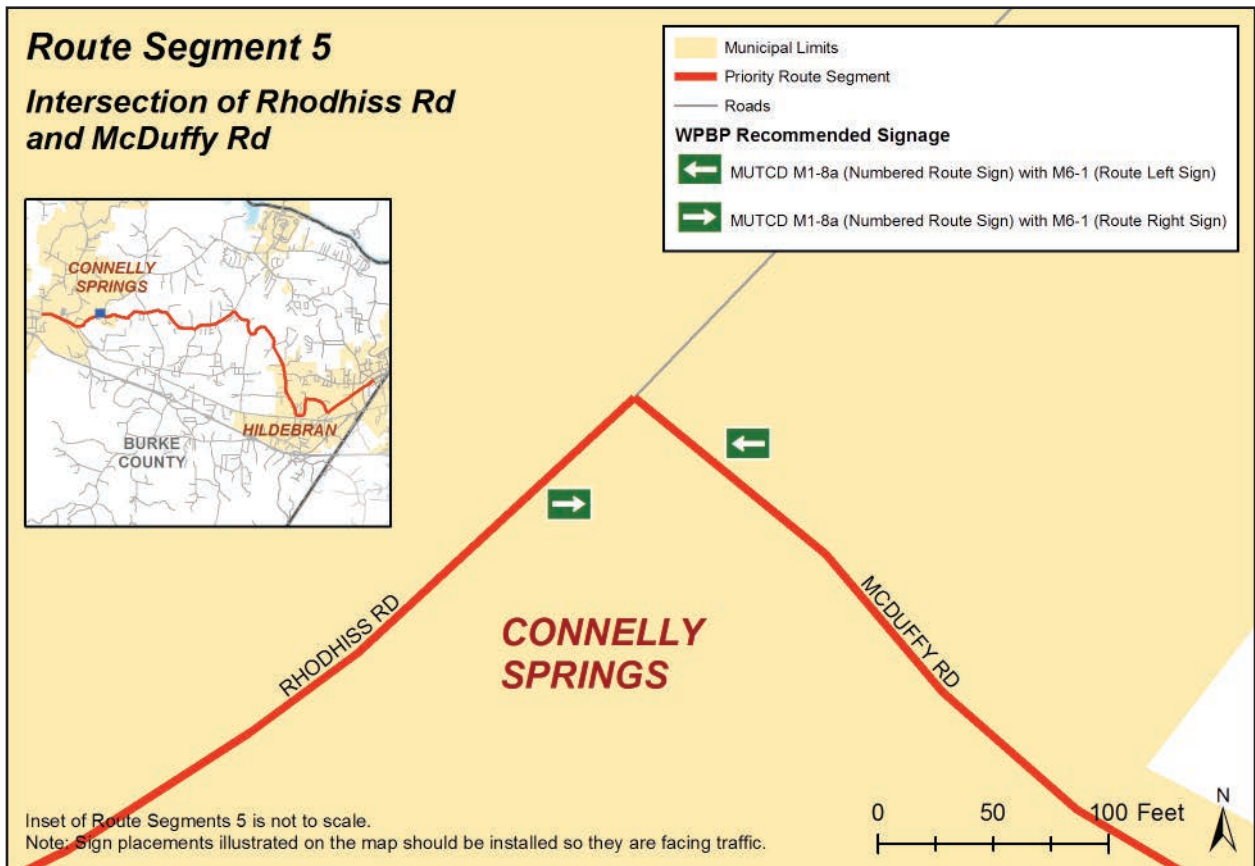 Route Segment 5
Intersection of Rhodhiss Rd
and McDuffy Rd
Municipal Limits
Priority Route Segment
Roads
WPBP Recommended Signage
MUTCD M1-8a (Numbered Route Sign) with M6-1 (Route Left Sign)
MUTCD M1-8a (Numbered Route Sign) with M6-1 (Route Right Sign)
CONNELLY
SPRINGS
HILDEBRAN
BURKE
COUNTY
RHODHISS RD
MCDUFFY RD
CONNELLY
SPRINGS
Inset of Route Segments 5 is not to scale.
Note: Sign placements illustrated on the map should be installed so they are facing traffic.
0 50 100 Feet
N